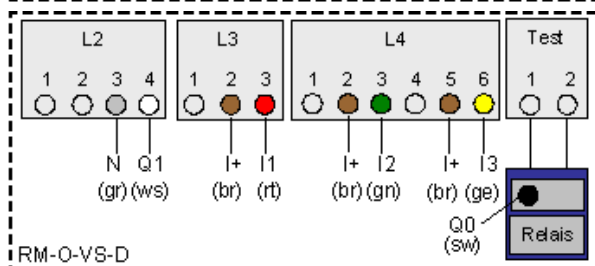 L2 L3 L4 Test
1 2 3 4 1 2 3 1 2 3 4 5 6 1 2
N Q1 I+ I1 I+ I2 I+ I3
(gr) (ws) (br) (rt) (br) (gn) (br) (ge)
Q0
(sw)
Relais
RM-O-VS-D